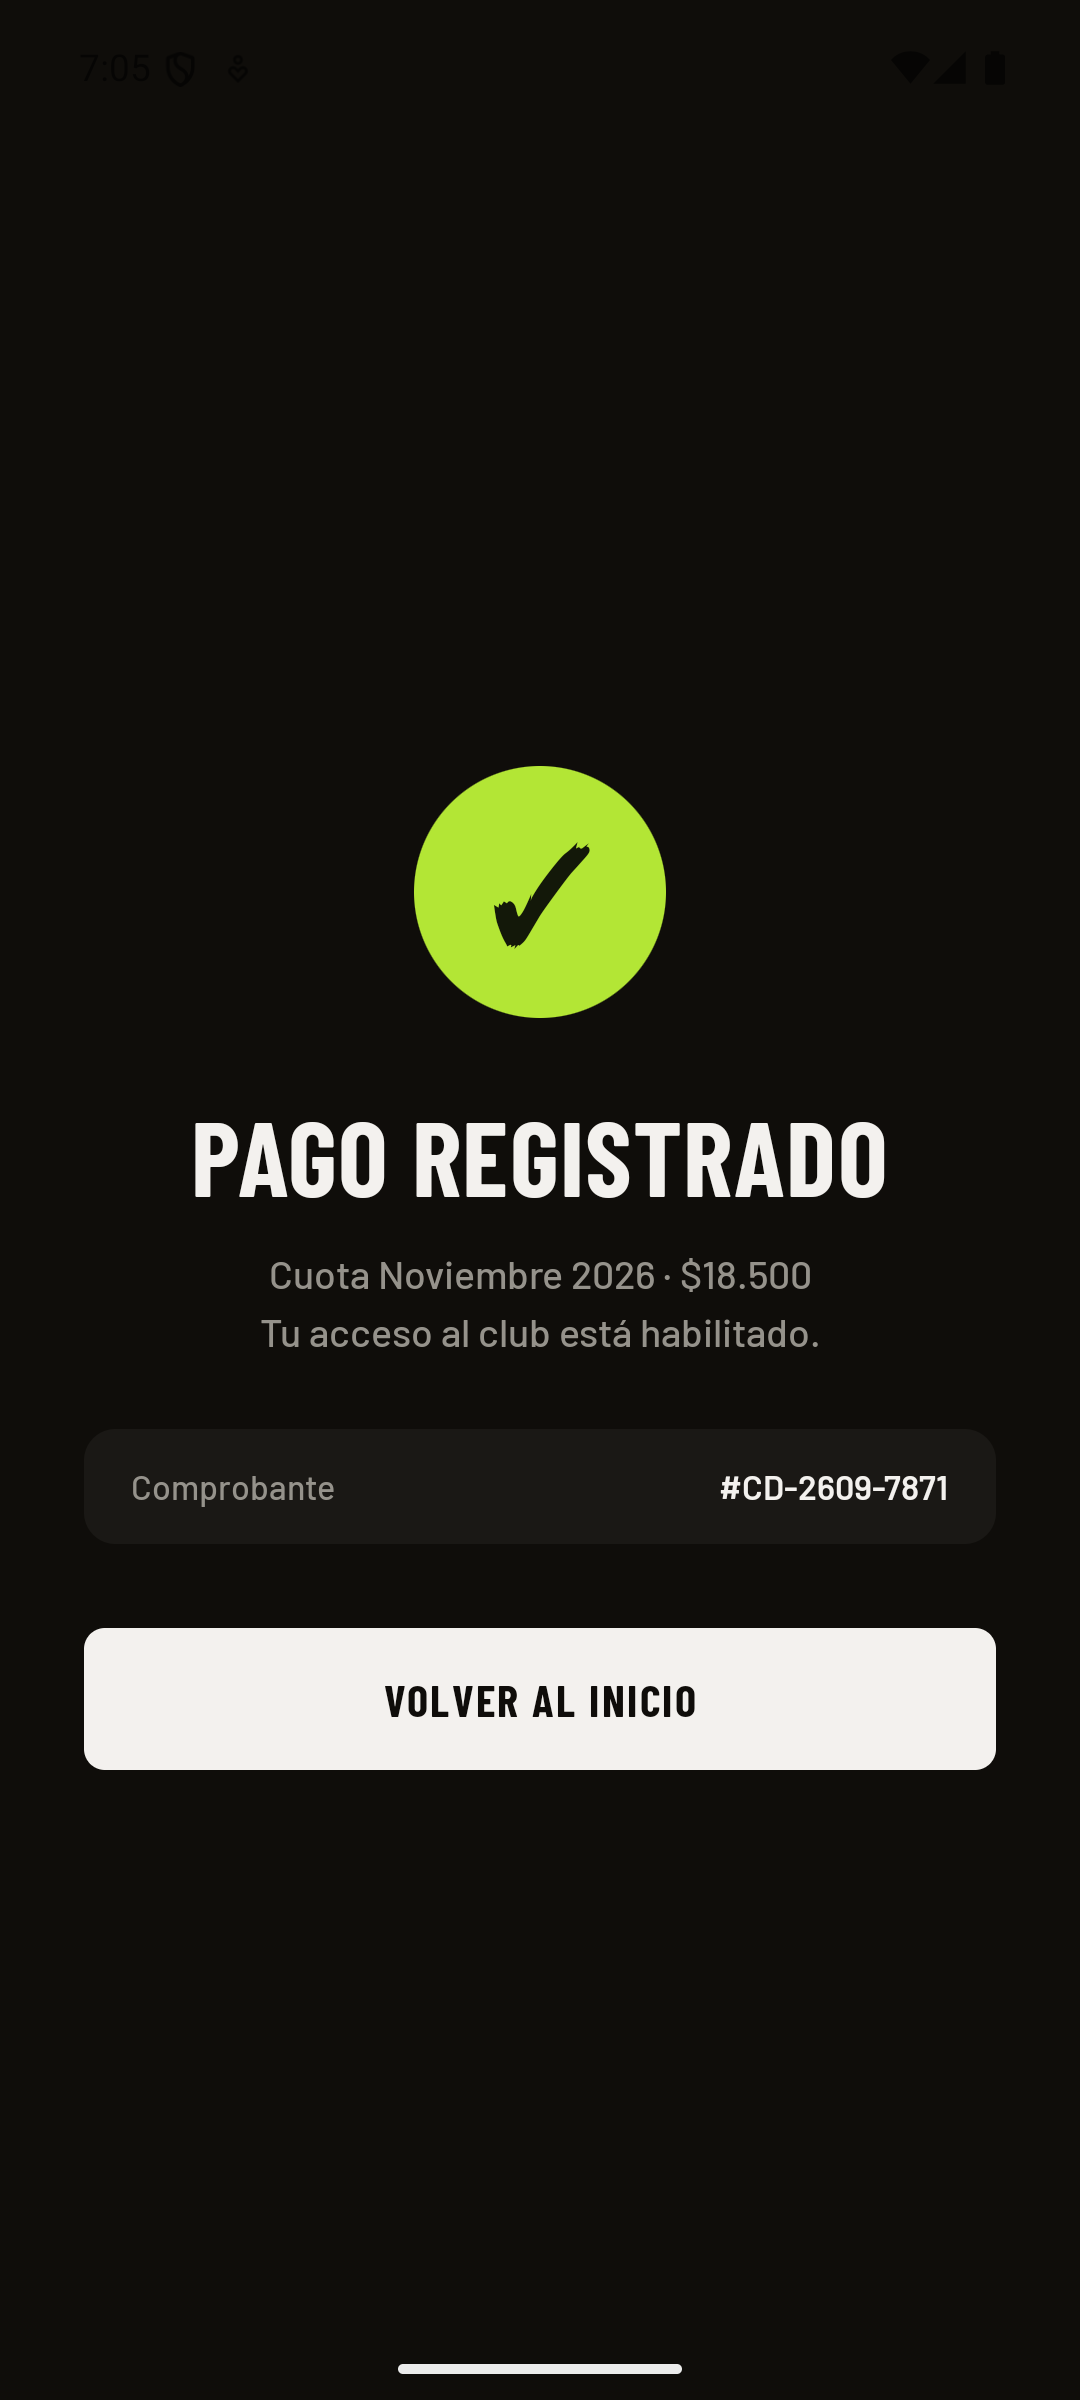 7:05
PAGO REGISTRADO
Cuota Noviembre 2026 · $18.500
Tu acceso al club está habilitado.
Comprobante #CD-2609-7871
VOLVER AL INICIO